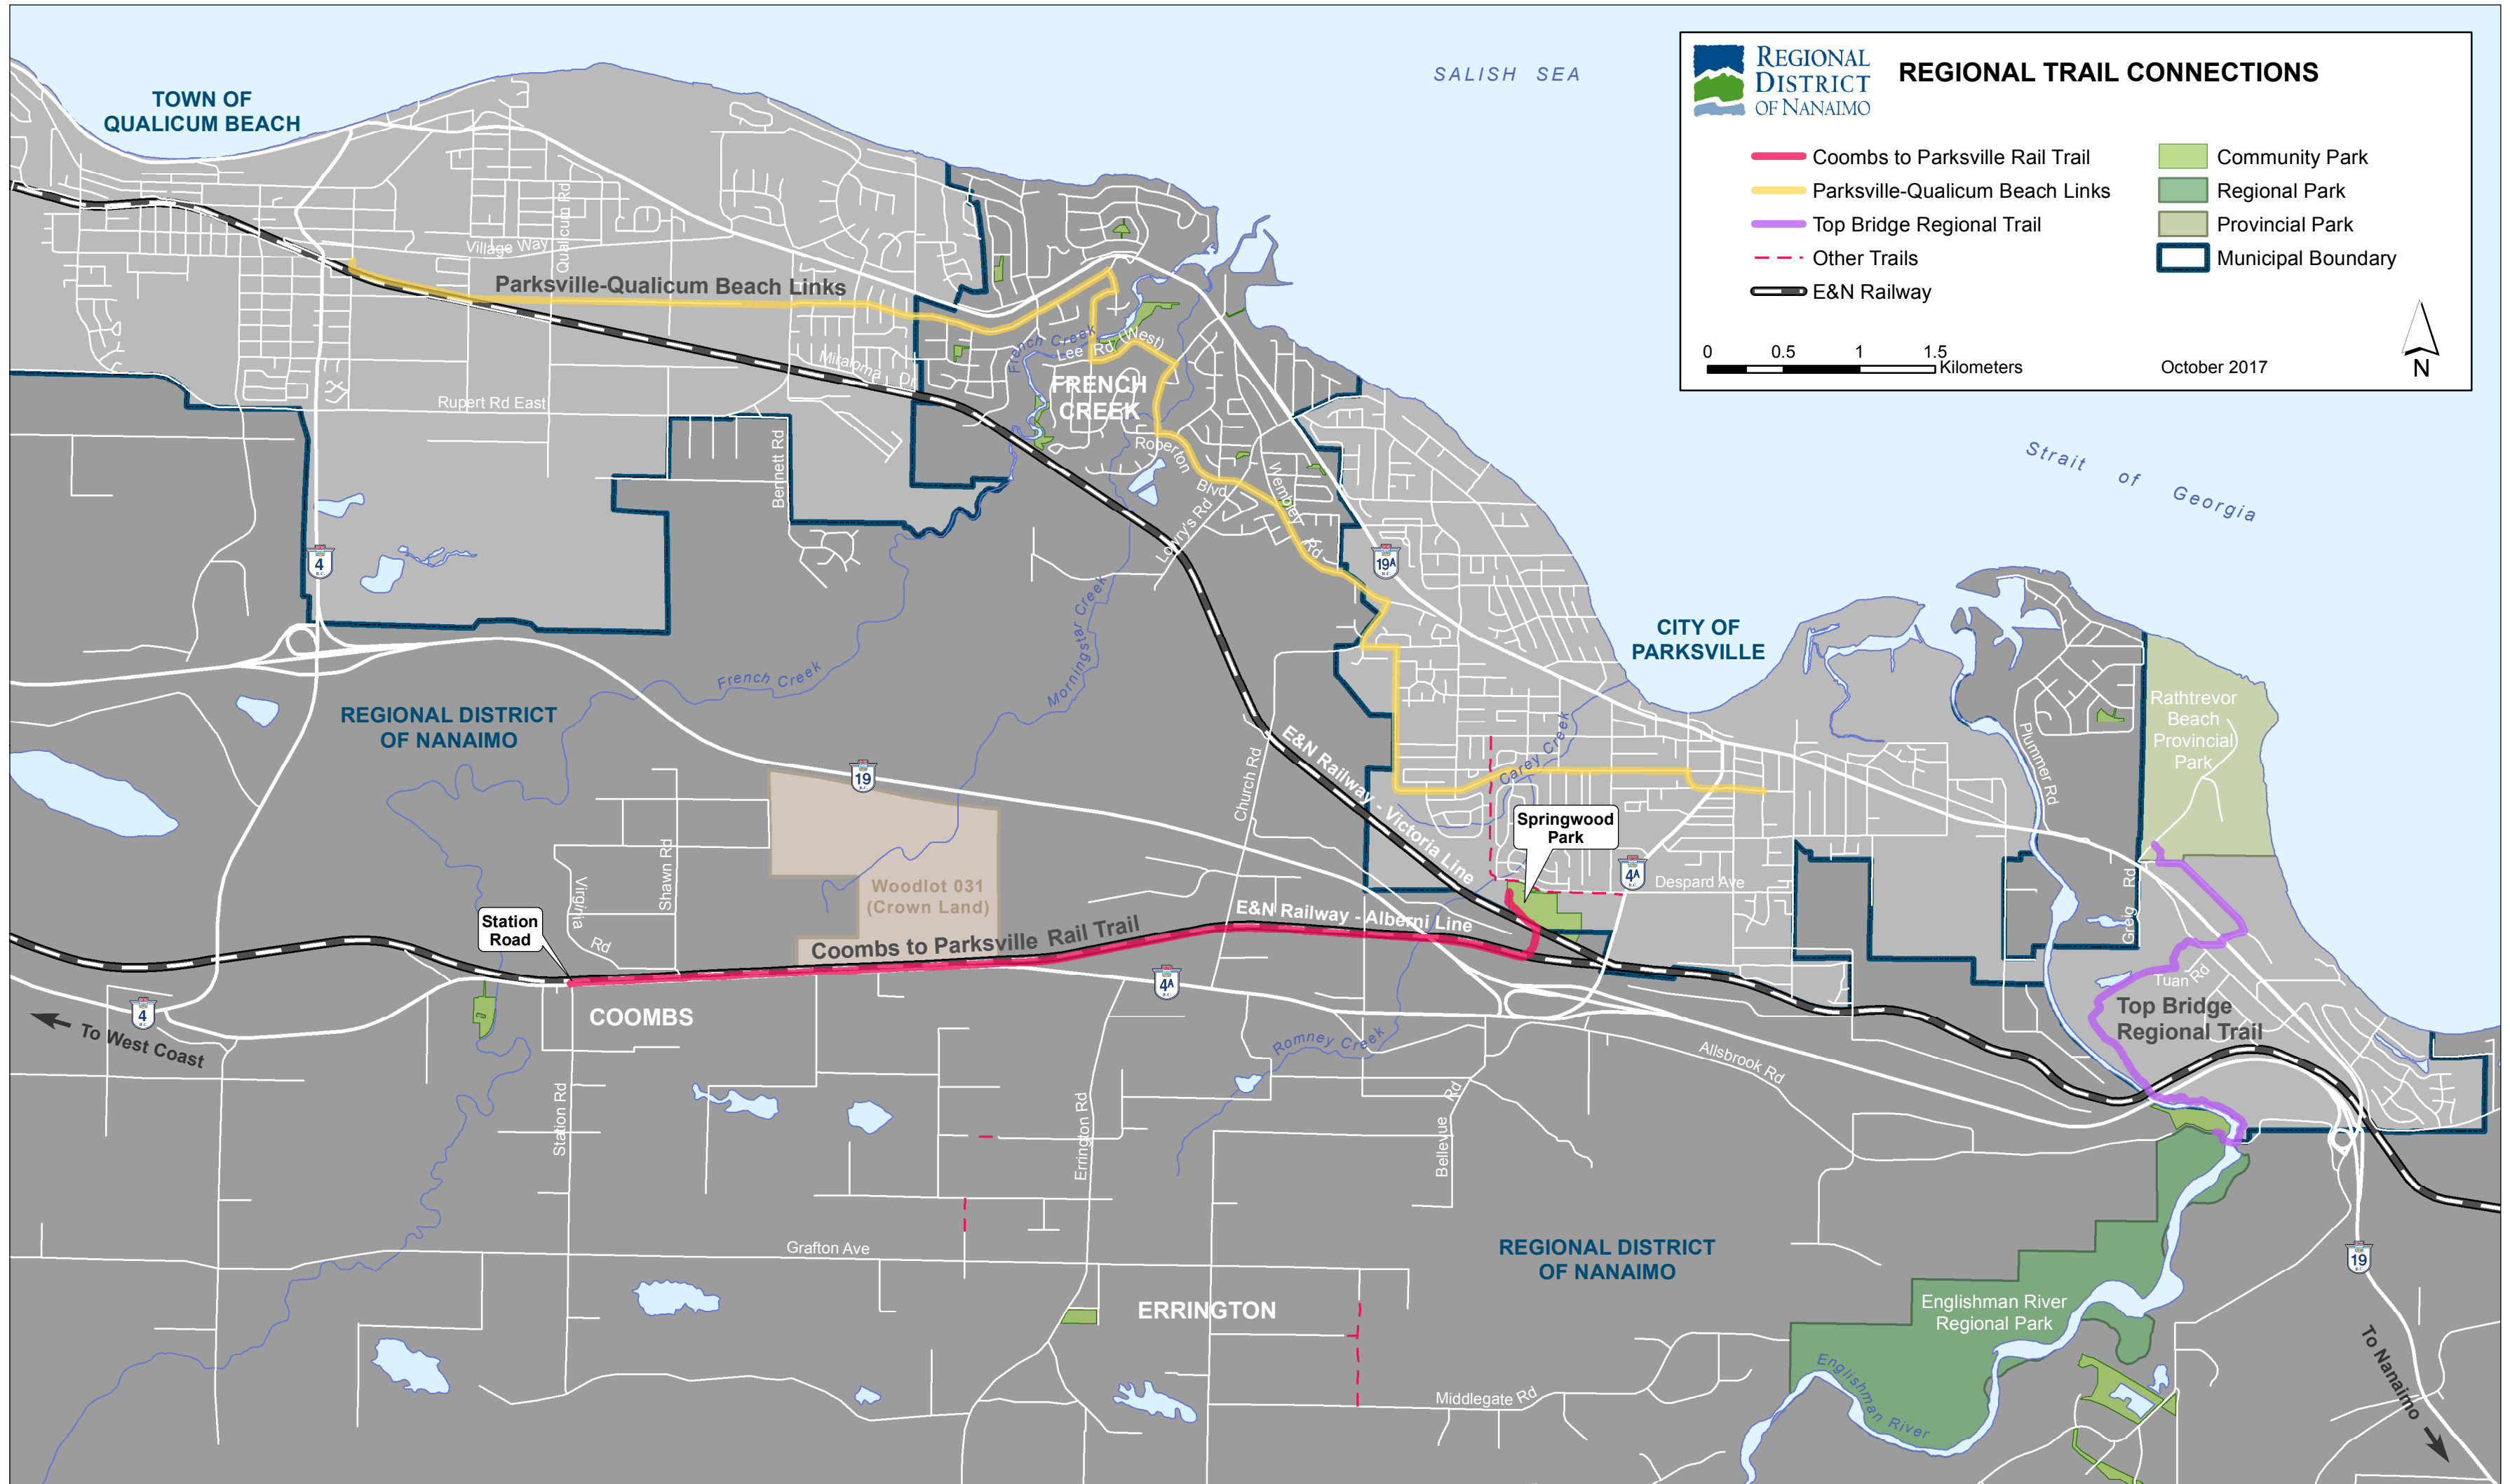 SALISH SEA
REGIONAL
DISTRICT
OF NANAIMO
REGIONAL TRAIL CONNECTIONS
Coombs to Parksville Rail Trail
Parksville-Qualicum Beach Links
Top Bridge Regional Trail
Other Trails
E&N Railway
Community Park
Regional Park
Provincial Park
Municipal Boundary
0 0.5 1 1.5
Kilometers
October 2017
N
TOWN OF
QUALICUM BEACH
Village Way
Qualicum Rd
Parksville-Qualicum Beach Links
French Creek
Lee Rd (West)
Miraloma Dr
FRENCH
CREEK
Rupert Rd East
Bennett Rd
Roberton
Blvd
Wembley
Rd
Lowry's Rd
Strait of Georgia
4
B.C.
19A
B.C.
Morningstar Creek
French Creek
CITY OF
PARKSVILLE
REGIONAL DISTRICT
OF NANAIMO
Rathtrevor
Beach
Provincial
Park
Plummer Rd
Carey Creek
19
B.C.
Church Rd
E&N Railway - Victoria Line
Springwood
Park
4A
B.C.
Despard Ave
Shawn Rd
Virginia
Rd
Woodlot 031
(Crown Land)
Station
Road
Coombs to Parksville Rail Trail
E&N Railway - Alberni Line
Greig Rd
Tuan Rd
Top Bridge
Regional Trail
4A
B.C.
4
B.C.
To West Coast
COOMBS
Romney Creek
Allsbrook Rd
Station Rd
Errington Rd
Bellevue Rd
Grafton Ave
REGIONAL DISTRICT
OF NANAIMO
19
B.C.
ERRINGTON
Englishman River
Regional Park
Englishman River
Middlegate Rd
To Nanaimo